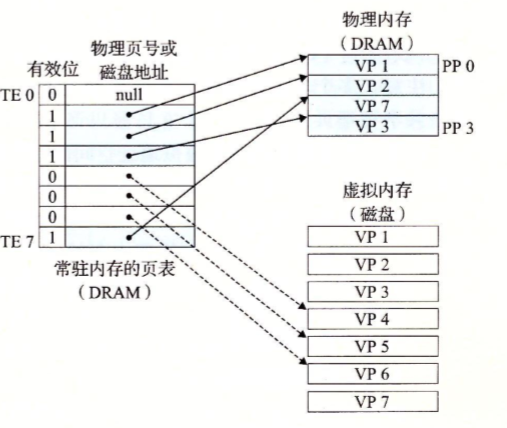 物理内存
（DRAM）
物理页号或
磁盘地址
有效位
VP 1
PP 0
TE 0
0
null
VP 2
1
VP 7
1
VP 3
PP 3
1
0
0
0
TE 7
1
虚拟内存
（磁盘）
VP 1
常驻内存的页表
（DRAM）
VP 2
VP 3
VP 4
VP 5
VP 6
VP 7